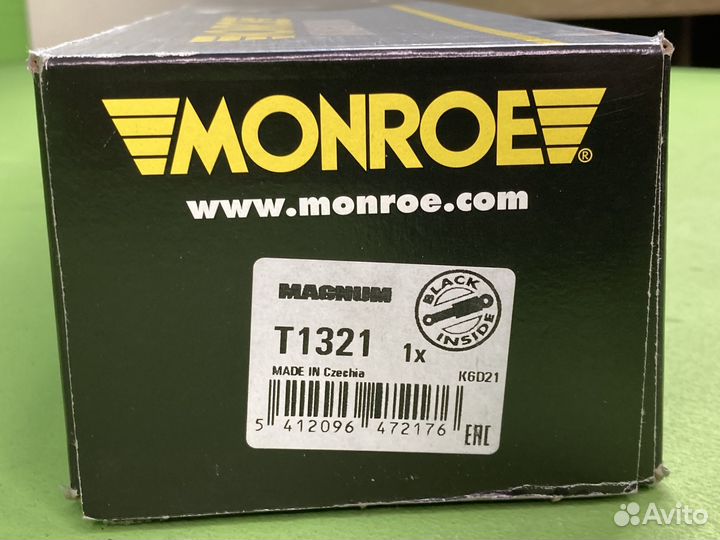 MONROE®
www.monroe.com
MAGNUM
BLACK INSIDE
T1321 1x
MADE IN Czechia K6D21
5 412096 472176 EAC
Avito